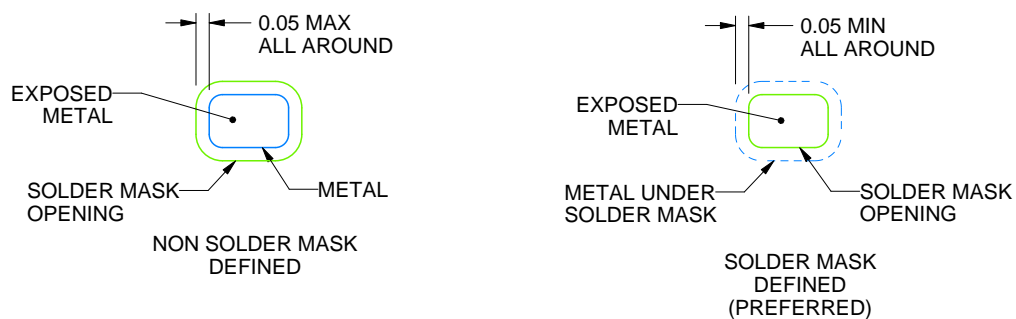 0.05 MAX
ALL AROUND
EXPOSED
METAL
SOLDER MASK
OPENING
METAL
NON SOLDER MASK
DEFINED
0.05 MIN
ALL AROUND
EXPOSED
METAL
METAL UNDER
SOLDER MASK
SOLDER MASK
OPENING
SOLDER MASK
DEFINED
(PREFERRED)